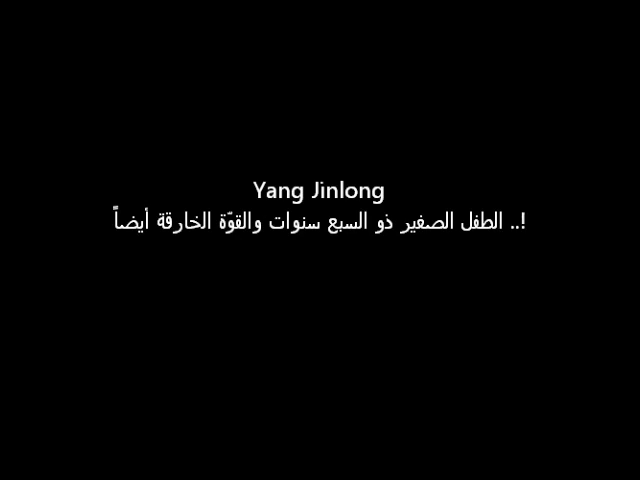 Yang Jinlong
الطفل الصغير ذو السبع سنوات والقوّة الخارقة أيضاً ..!